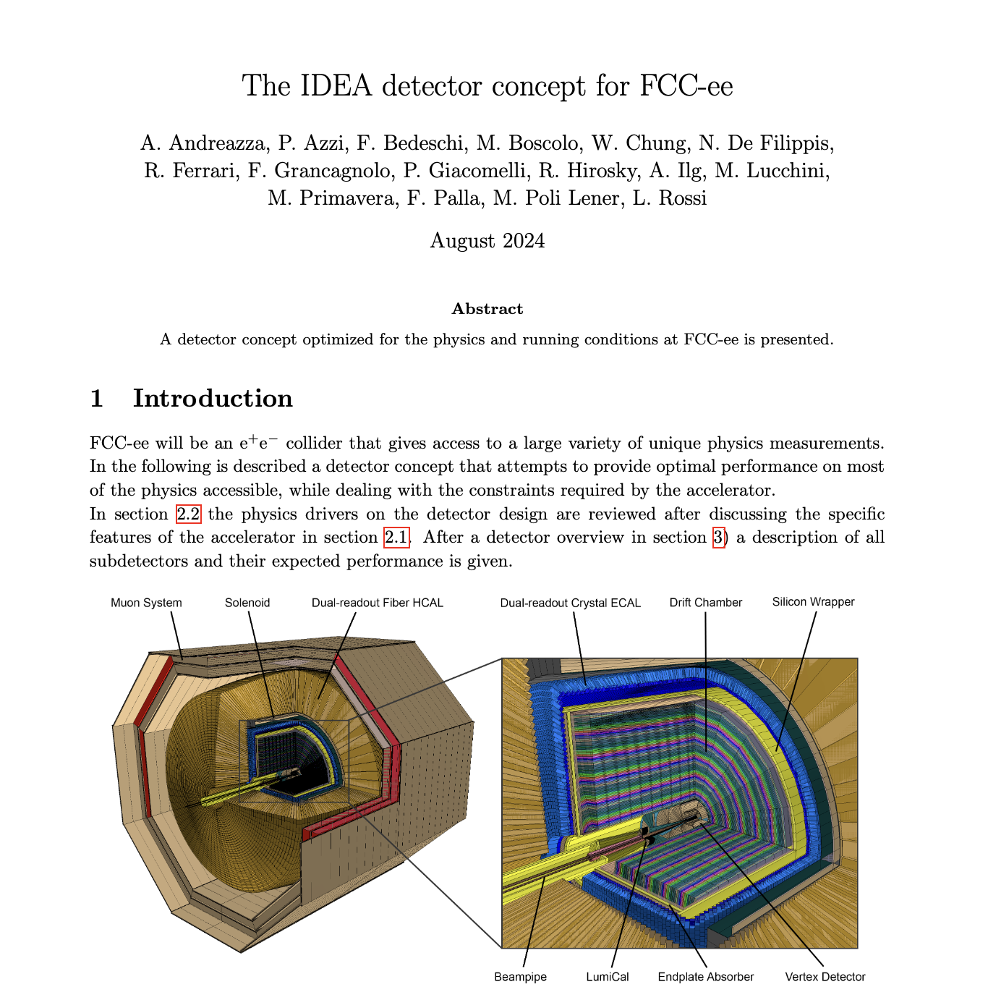 The IDEA detector concept for FCC-ee
A. Andreazza, P. Azzi, F. Bedeschi, M. Boscolo, W. Chung, N. De Filippis,
R. Ferrari, F. Grancagnolo, P. Giacomelli, R. Hirosky, A. Ilg, M. Lucchini,
M. Primavera, F. Palla, M. Poli Lener, L. Rossi
August 2024
Abstract
A detector concept optimized for the physics and running conditions at FCC-ee is presented.
1 Introduction
FCC-ee will be an e⁺e⁻ collider that gives access to a large variety of unique physics measurements.
In the following is described a detector concept that attempts to provide optimal performance on most
of the physics accessible, while dealing with the constraints required by the accelerator.
In section 2.2 the physics drivers on the detector design are reviewed after discussing the specific
features of the accelerator in section 2.1. After a detector overview in section 3) a description of all
subdetectors and their expected performance is given.
Muon System Solenoid Dual-readout Fiber HCAL Dual-readout Crystal ECAL Drift Chamber Silicon Wrapper
Beampipe LumiCal Endplate Absorber Vertex Detector